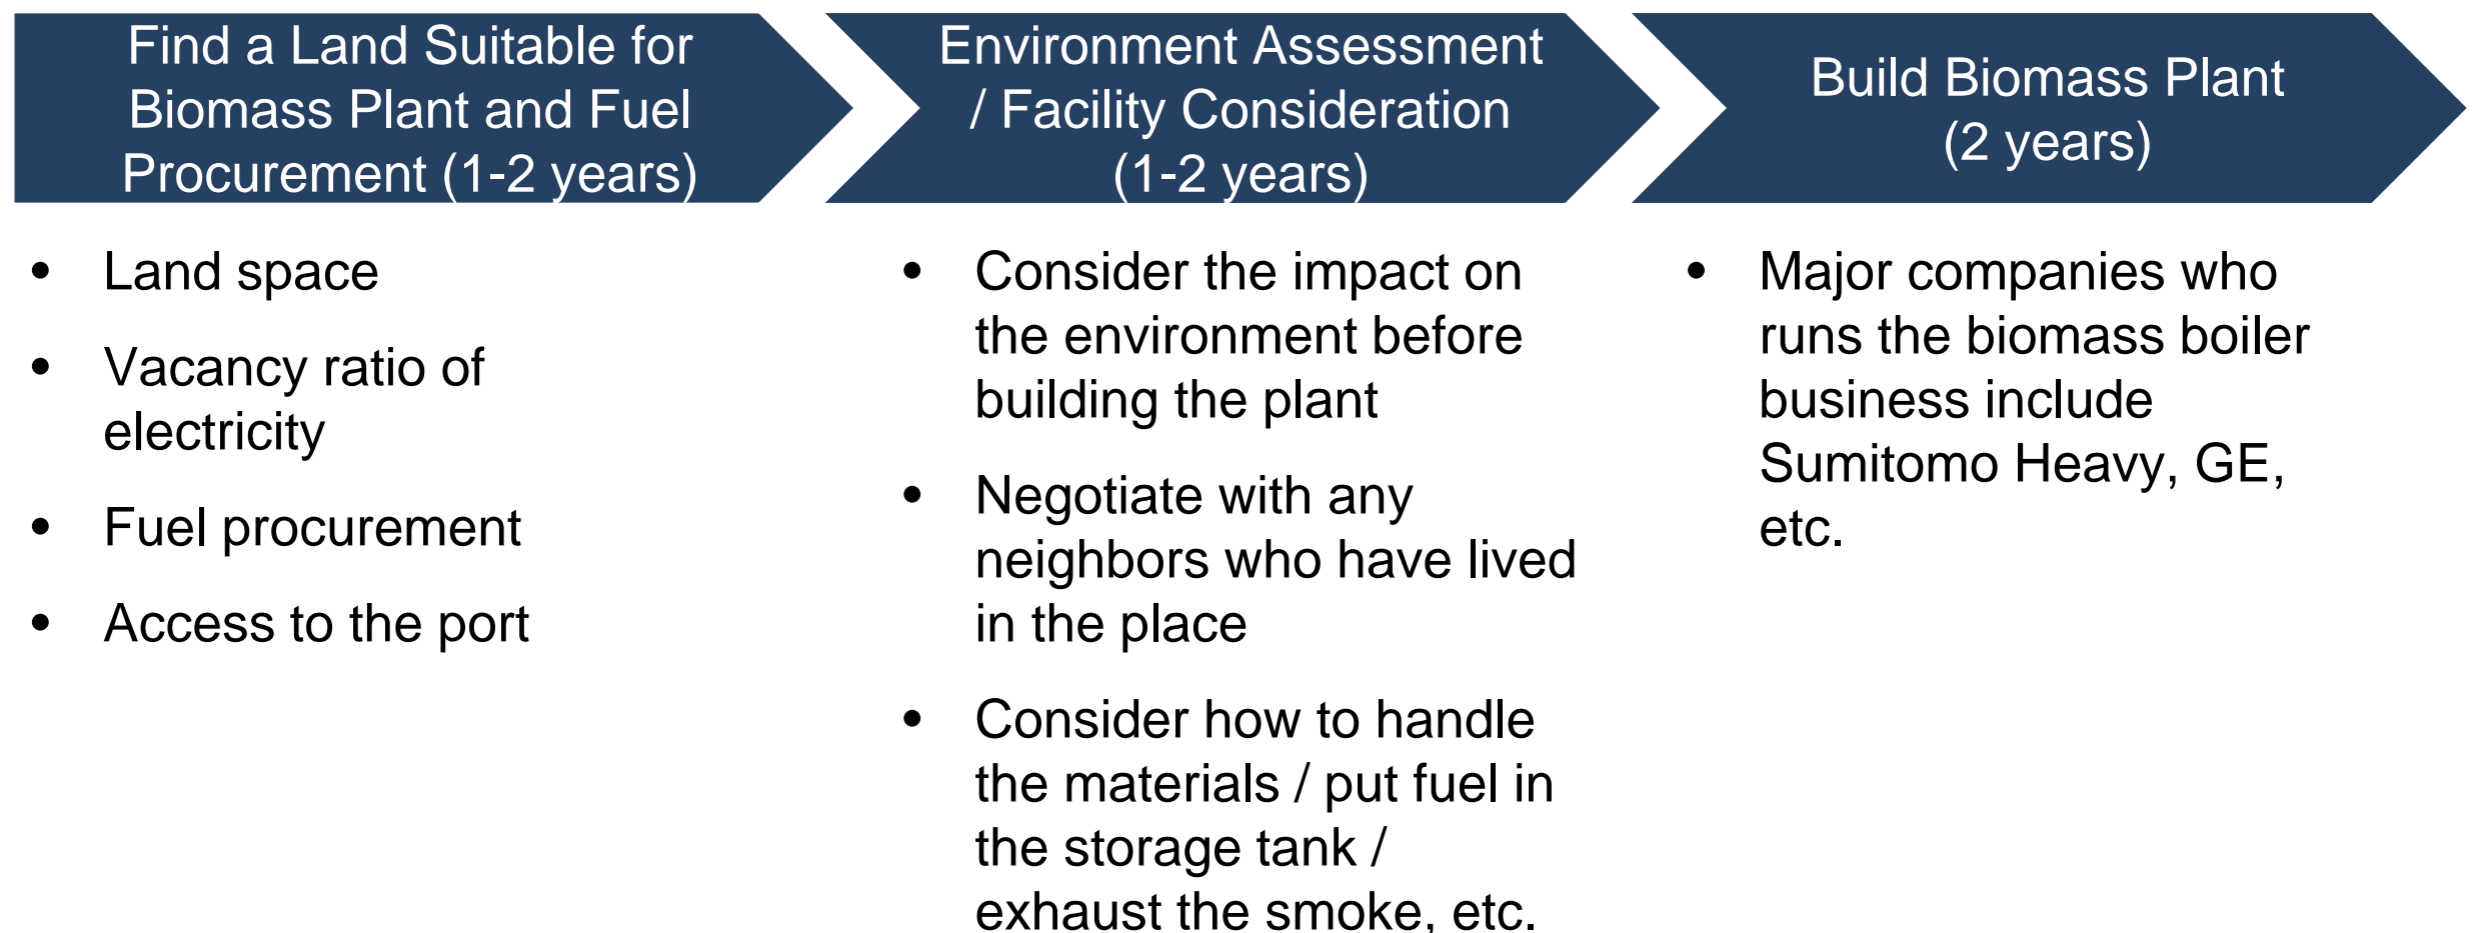 Find a Land Suitable for
Biomass Plant and Fuel
Procurement (1-2 years)
• Land space
• Vacancy ratio of
electricity
• Fuel procurement
• Access to the port
Environment Assessment
/ Facility Consideration
(1-2 years)
• Consider the impact on
the environment before
building the plant
• Negotiate with any
neighbors who have lived
in the place
• Consider how to handle
the materials / put fuel in
the storage tank /
exhaust the smoke, etc.
Build Biomass Plant
(2 years)
• Major companies who
runs the biomass boiler
business include
Sumitomo Heavy, GE,
etc.